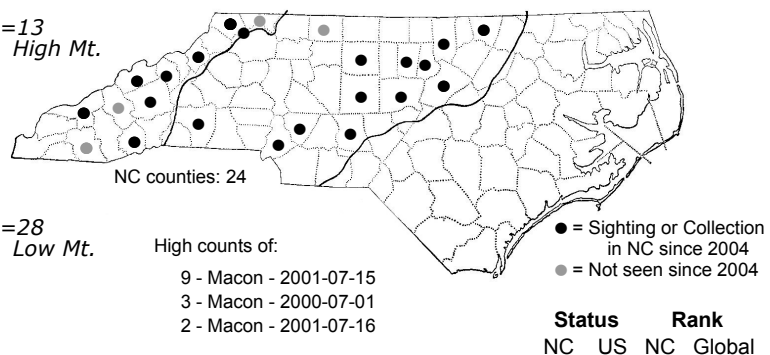 =13
High Mt.
NC counties: 24
=28
Low Mt.
High counts of:
9 - Macon - 2001-07-15
3 - Macon - 2000-07-01
2 - Macon - 2001-07-16
= Sighting or Collection
in NC since 2004
= Not seen since 2004
Status Rank
NC US NC Global